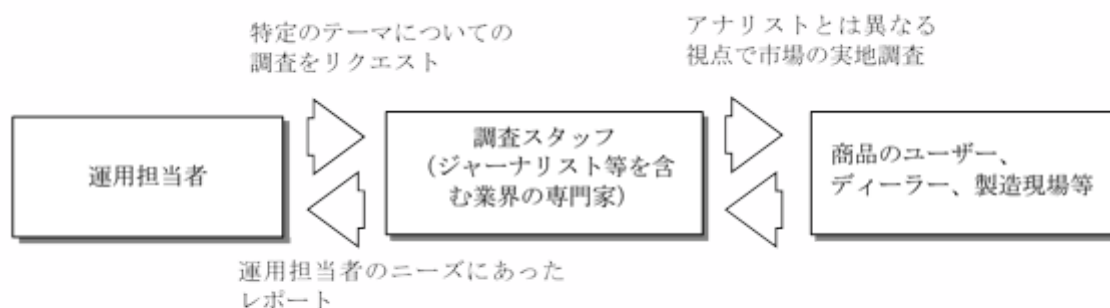 特定のテーマについての
調査をリクエスト
アナリストとは異なる
視点で市場の実地調査
運用担当者
調査スタッフ
(ジャーナリスト等を含
む業界の専門家)
商品のユーザー、
ディーラー、製造現場等
運用担当者のニーズにあった
レポート